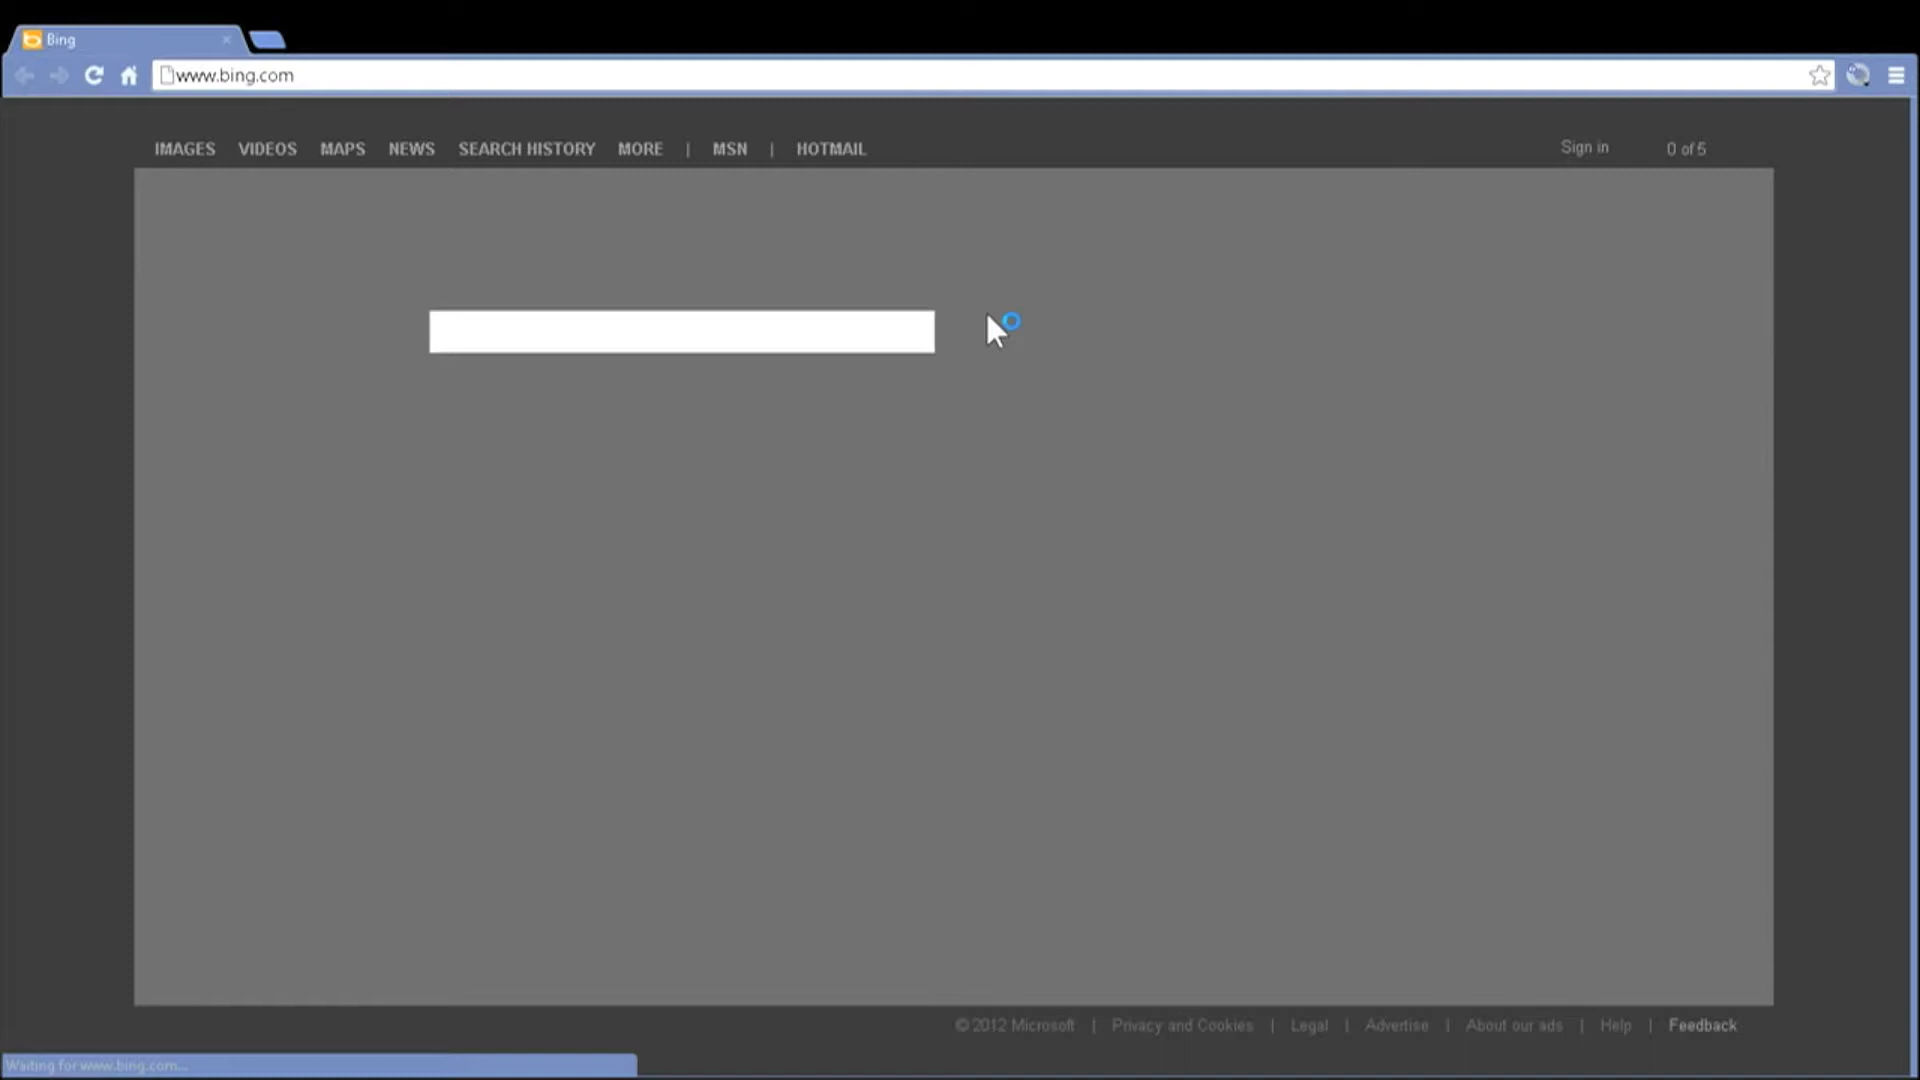 Bing
www.bing.com
IMAGES VIDEOS MAPS NEWS SEARCH HISTORY MORE | MSN | HOTMAIL Sign in 0 of 5
© 2012 Microsoft | Privacy and Cookies | Legal | Advertise | About our ads | Help | Feedback
Waiting for www.bing.com...